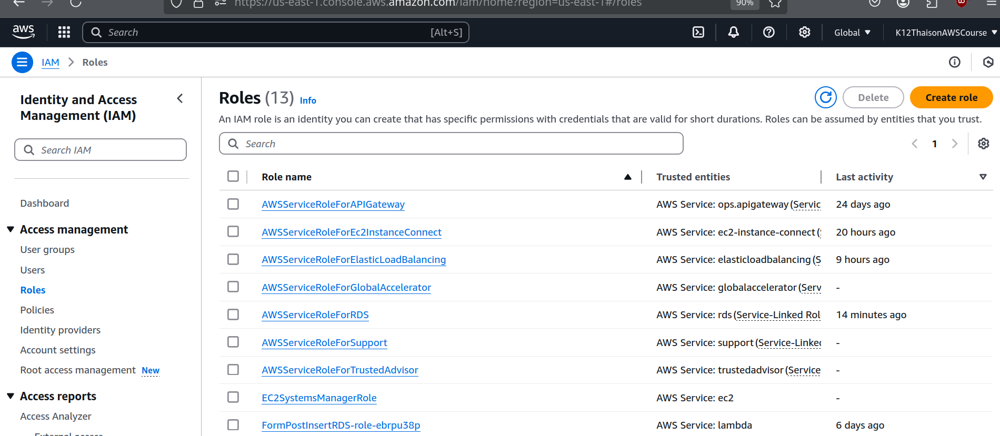 https://us-east-1.console.aws.amazon.com/iam/home?region=us-east-1#/roles
90%
aws
Search
[Alt+S]
Global
K12ThaisonAWSCourse
IAM
Roles
Identity and Access
Management (IAM)
Search IAM
Dashboard
Access management
User groups
Users
Roles
Policies
Identity providers
Account settings
Root access management New
Access reports
Access Analyzer
External access
Roles (13) Info
Delete
Create role
An IAM role is an identity you can create that has specific permissions with credentials that are valid for short durations. Roles can be assumed by entities that you trust.
Search
1
Role name Trusted entities Last activity
AWSServiceRoleForAPIGateway AWS Service: ops.apigateway (Servic 24 days ago
AWSServiceRoleForEc2InstanceConnect AWS Service: ec2-instance-connect ( 20 hours ago
AWSServiceRoleForElasticLoadBalancing AWS Service: elasticloadbalancing (S 9 hours ago
AWSServiceRoleForGlobalAccelerator AWS Service: globalaccelerator (Serv -
AWSServiceRoleForRDS AWS Service: rds (Service-Linked Rol 14 minutes ago
AWSServiceRoleForSupport AWS Service: support (Service-Linke -
AWSServiceRoleForTrustedAdvisor AWS Service: trustedadvisor (Service -
EC2SystemsManagerRole AWS Service: ec2 -
FormPostInsertRDS-role-ebrpu38p AWS Service: lambda 6 days ago